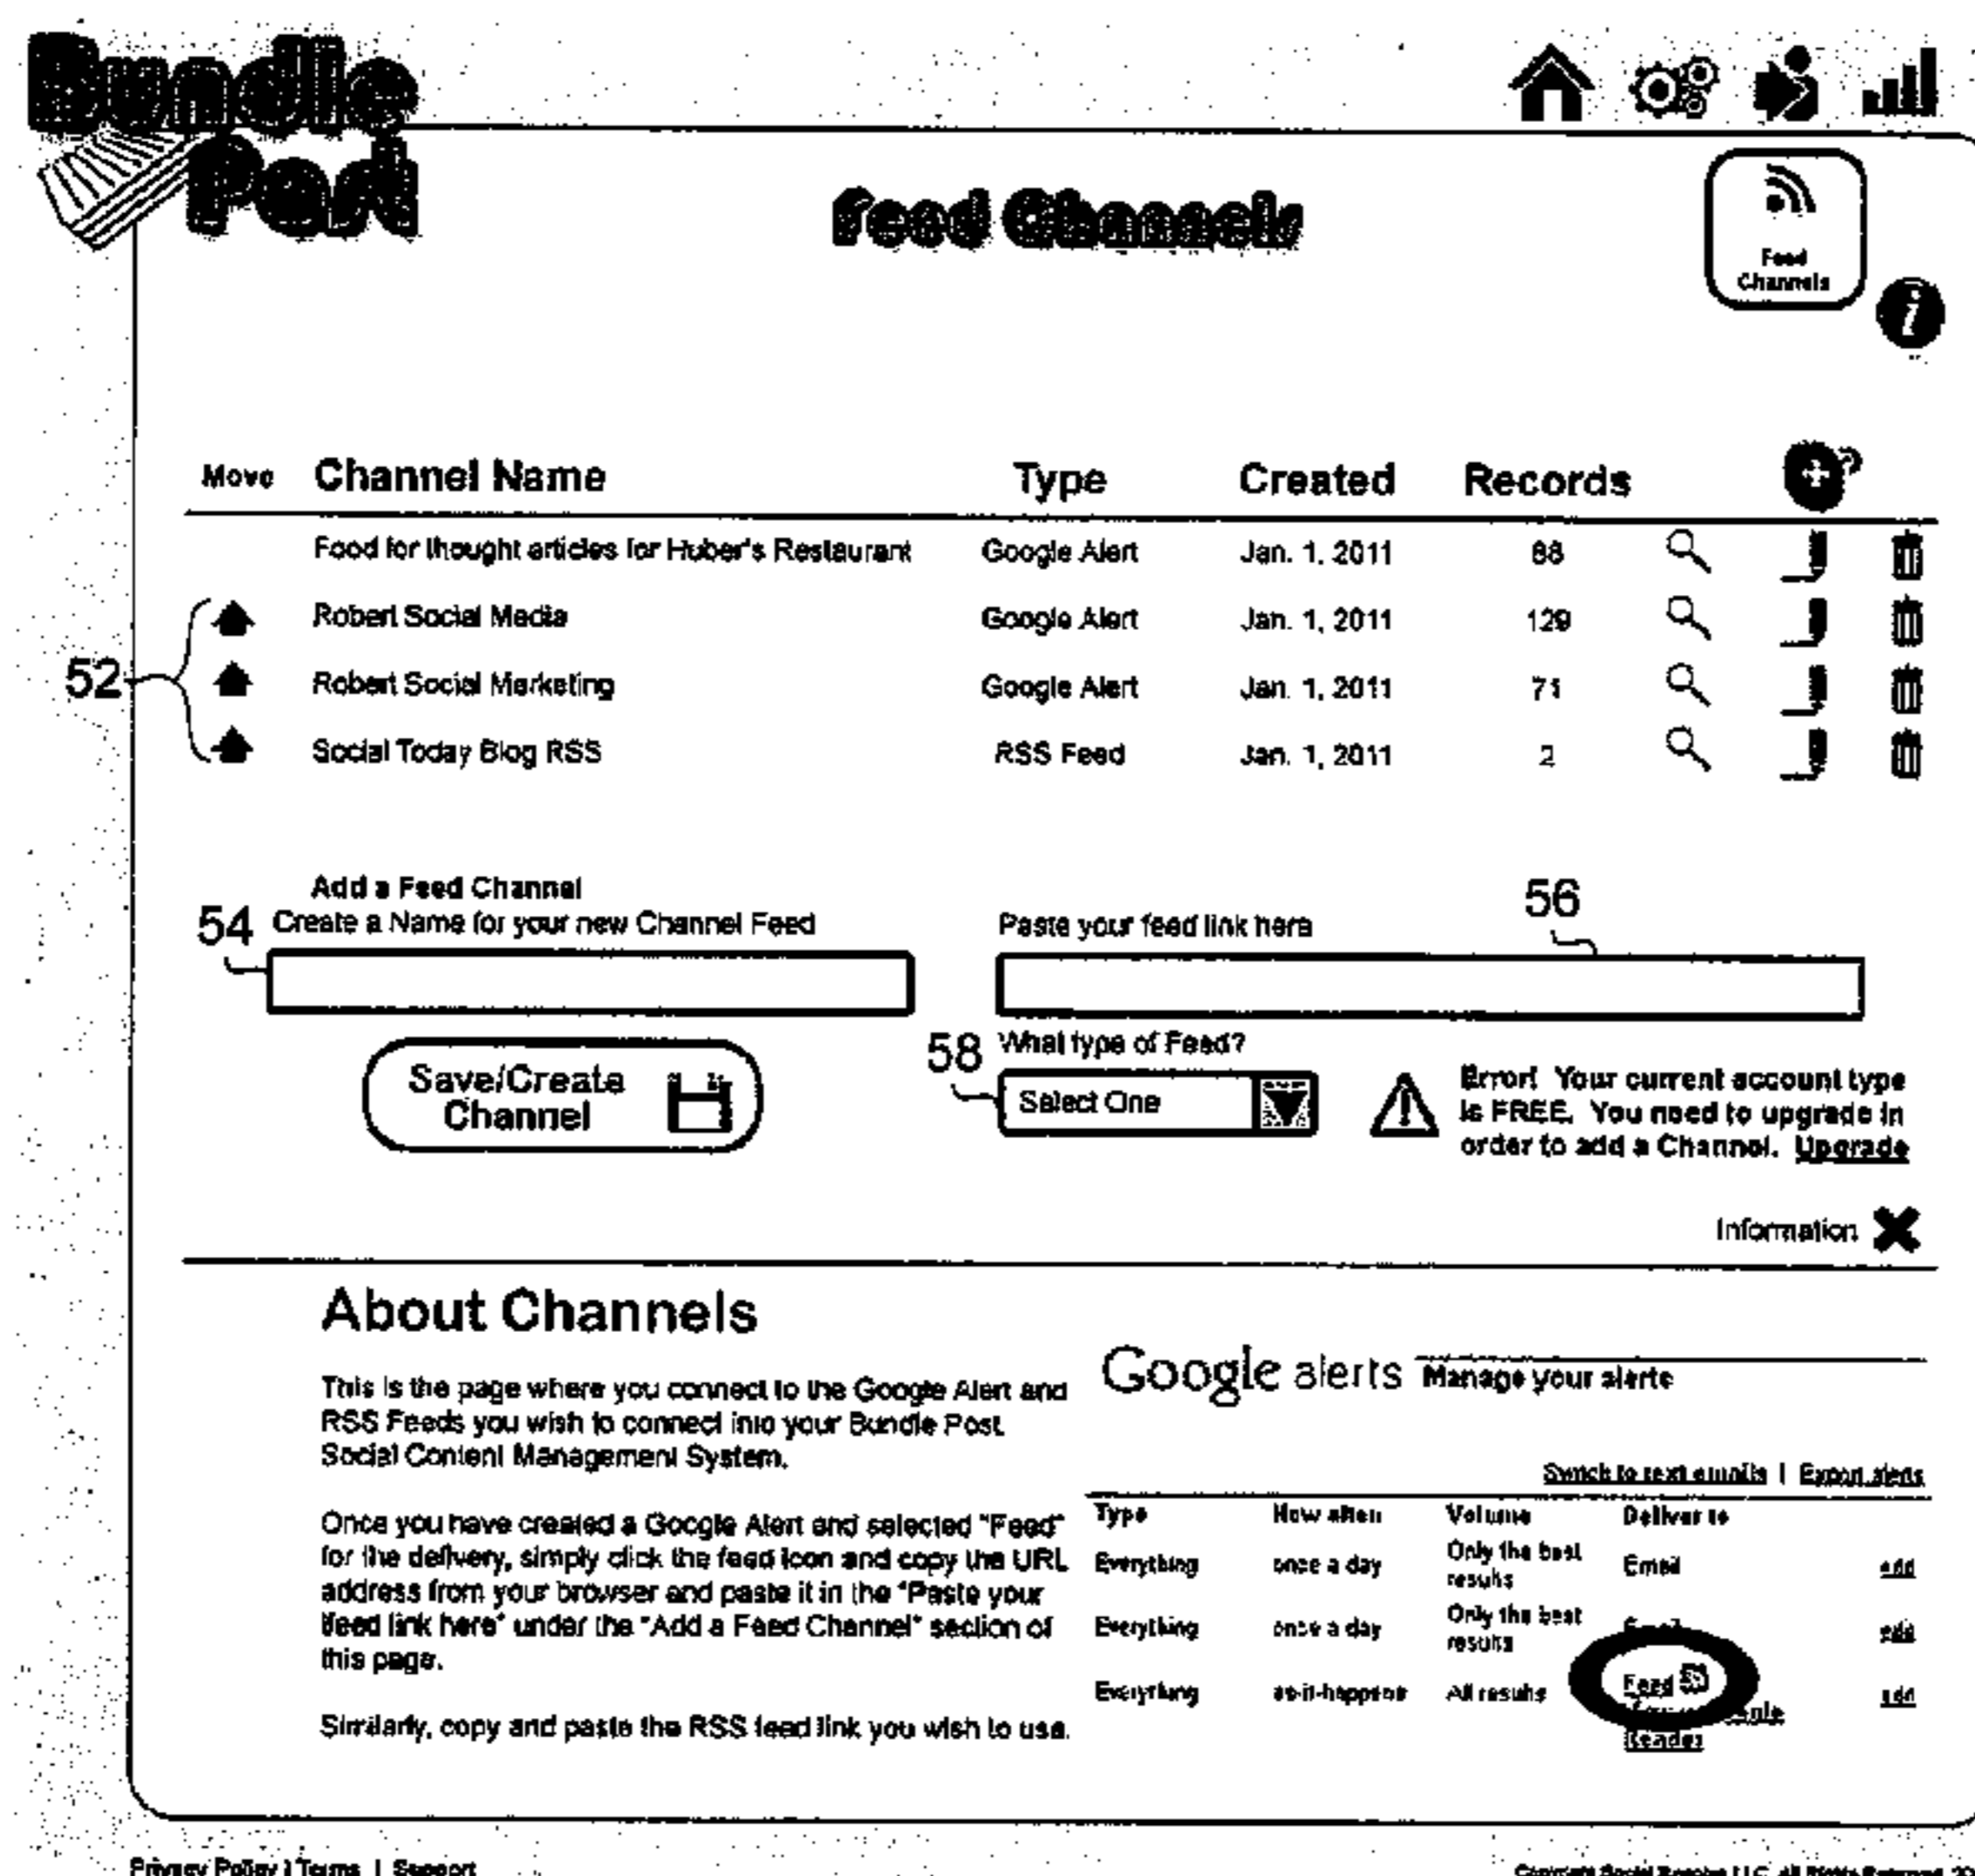 Bundle
Post
Feed Channels
Feed
Channels
i
Move Channel Name Type Created Records
Food for thought articles for Huber's Restaurant Google Alert Jan. 1, 2011 88
Robert Social Media Google Alert Jan. 1, 2011 129
52
Robert Social Marketing Google Alert Jan. 1, 2011 71
Social Today Blog RSS RSS Feed Jan. 1, 2011 2
Add a Feed Channel
54 Create a Name for your new Channel Feed
Paste your feed link here 56
Save/Create
Channel
58 What type of Feed?
Select One
Error! Your current account type
is FREE. You need to upgrade in
order to add a Channel. Upgrade
Information
About Channels
This is the page where you connect to the Google Alert and
RSS Feeds you wish to connect into your Bundle Post
Social Content Management System.
Once you have created a Google Alert and selected "Feed"
for the delivery, simply click the feed icon and copy the URL
address from your browser and paste it in the "Paste your
feed link here" under the "Add a Feed Channel" section of
this page.
Similarly, copy and paste the RSS feed link you wish to use.
Google alerts Manage your alerts
Switch to text emails | Export alerts
Type How often Volume Deliver to
Everything once a day Only the best
results Email edit
Everything once a day Only the best
results Email edit
Everything as-it-happens All results Feed edit
Reader
Privacy Policy | Terms | Support
Copyright Social LLC. All Rights Reserved.